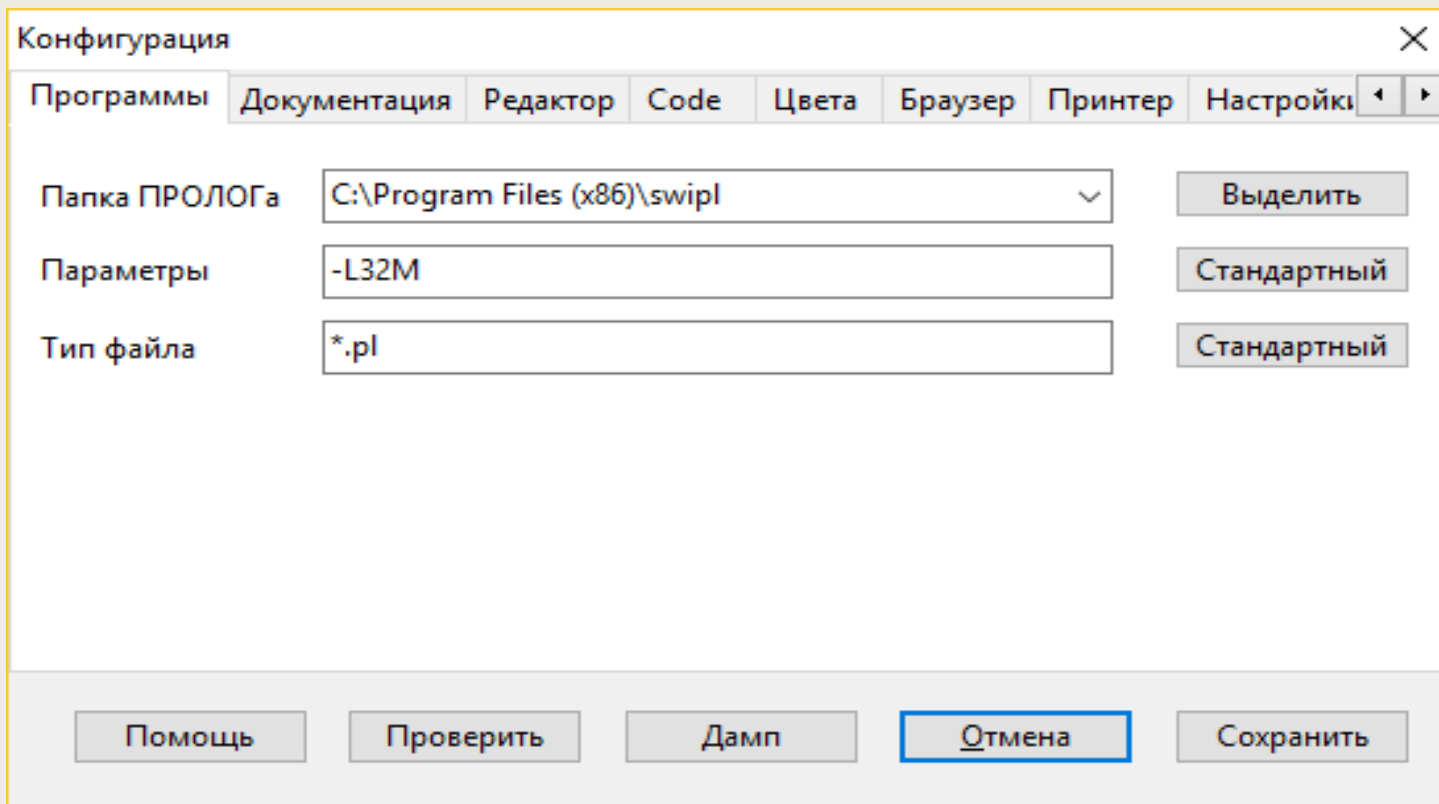 Конфигурация
Программы Документация Редактор Code Цвета Браузер Принтер Настройки
Папка ПРОЛОГа C:\Program Files (x86)\swipl Выделить
Параметры -L32M Стандартный
Тип файла *.pl Стандартный
Помощь Проверить Дамп Отмена Сохранить